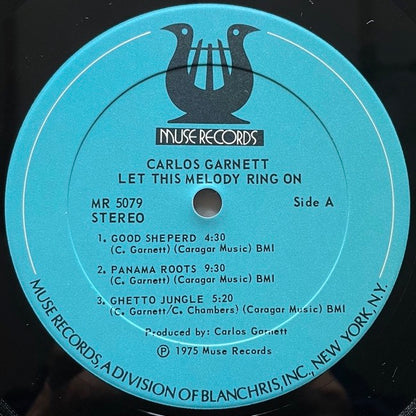 MUSE RECORDS
CARLOS GARNETT
LET THIS MELODY RING ON
MR 5079 Side A
STEREO
1. GOOD SHEPERD 4:30
(C. Garnett) (Caragar Music) BMI
2. PANAMA ROOTS 9:30
(C. Garnett) (Caragar Music) BMI
3. GHETTO JUNGLE 5:20
(C. Garnett/C. Chambers) (Caragar Music) BMI
Produced by: Carlos Garnett
Ⓟ 1975 Muse Records
MUSE RECORDS, A DIVISION OF BLANCHRIS, INC., NEW YORK, N.Y.